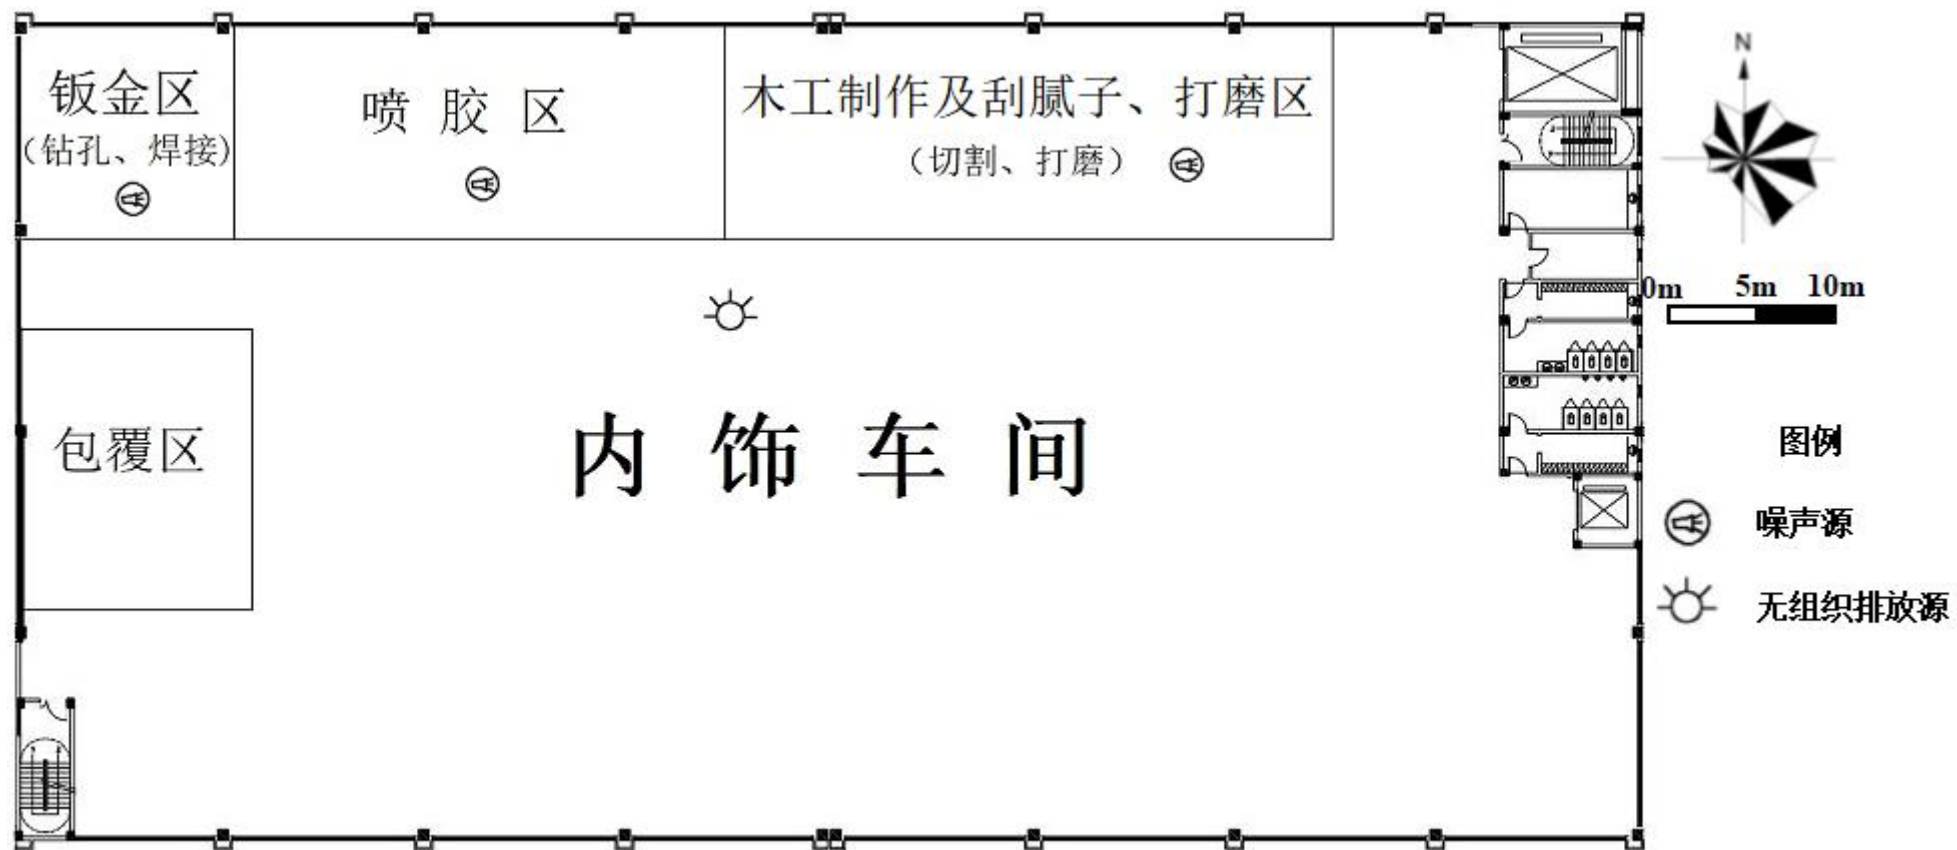 钣金区
（钻孔、焊接）
喷胶区
木工制作及刮腻子、打磨区
（切割、打磨）
N
0m 5m 10m
包覆区
内饰车间
图例
噪声源
无组织排放源